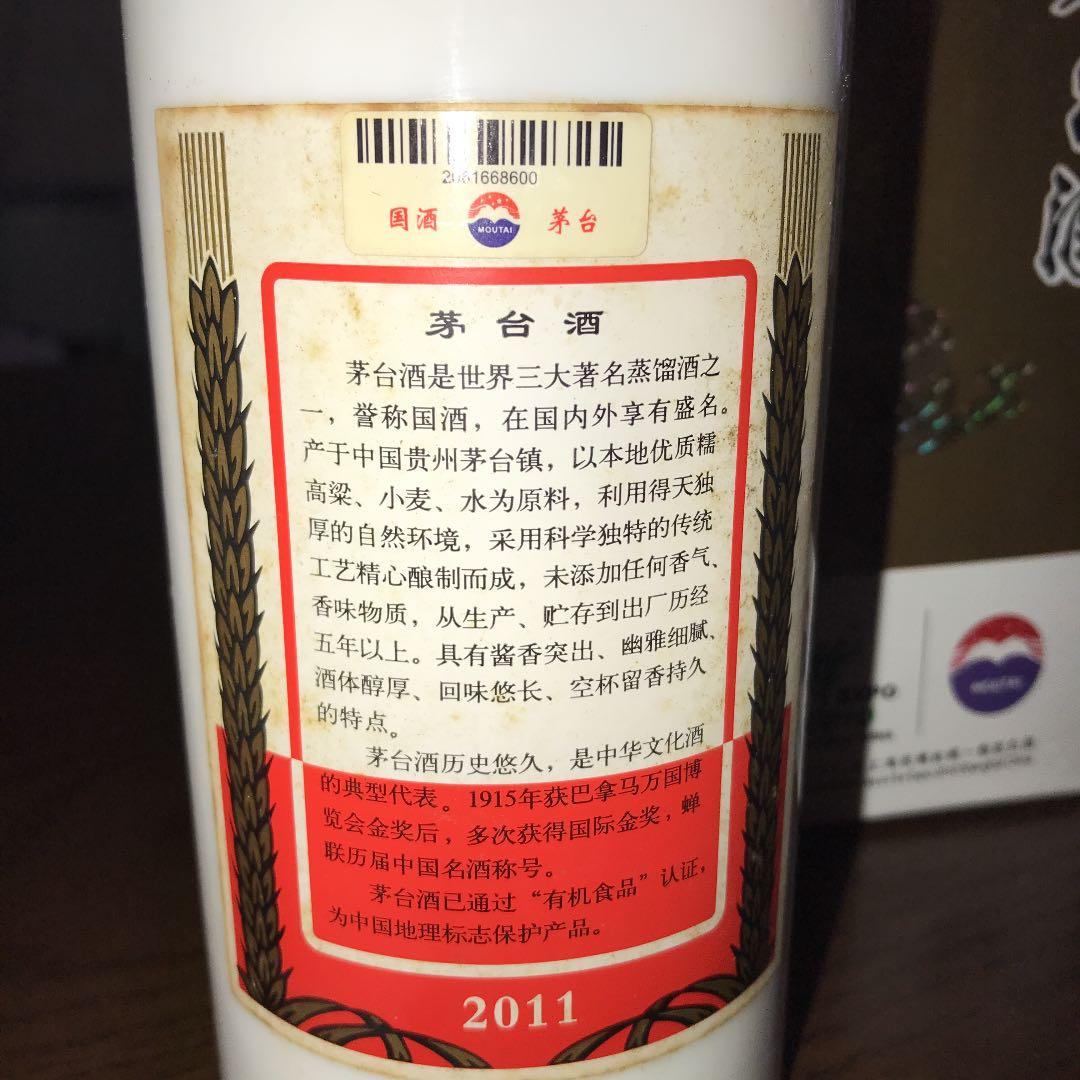 2081668600
国酒 MOUTAI 茅台
茅台酒
茅台酒是世界三大著名蒸馏酒之
一，誉称国酒，在国内外享有盛名。
产于中国贵州茅台镇，以本地优质糯
高粱、小麦、水为原料，利用得天独
厚的自然环境，采用科学独特的传统
工艺精心酿制而成，未添加任何香气、
香味物质，从生产、贮存到出厂历经
五年以上。具有酱香突出、幽雅细腻、
酒体醇厚、回味悠长、空杯留香持久
的特点。
茅台酒历史悠久，是中华文化酒
的典型代表。1915年获巴拿马万国博
览会金奖后，多次获得国际金奖，蝉
联历届中国名酒称号。
茅台酒已通过“有机食品”认证，
为中国地理标志保护产品。
2011
酒
MOUTAI